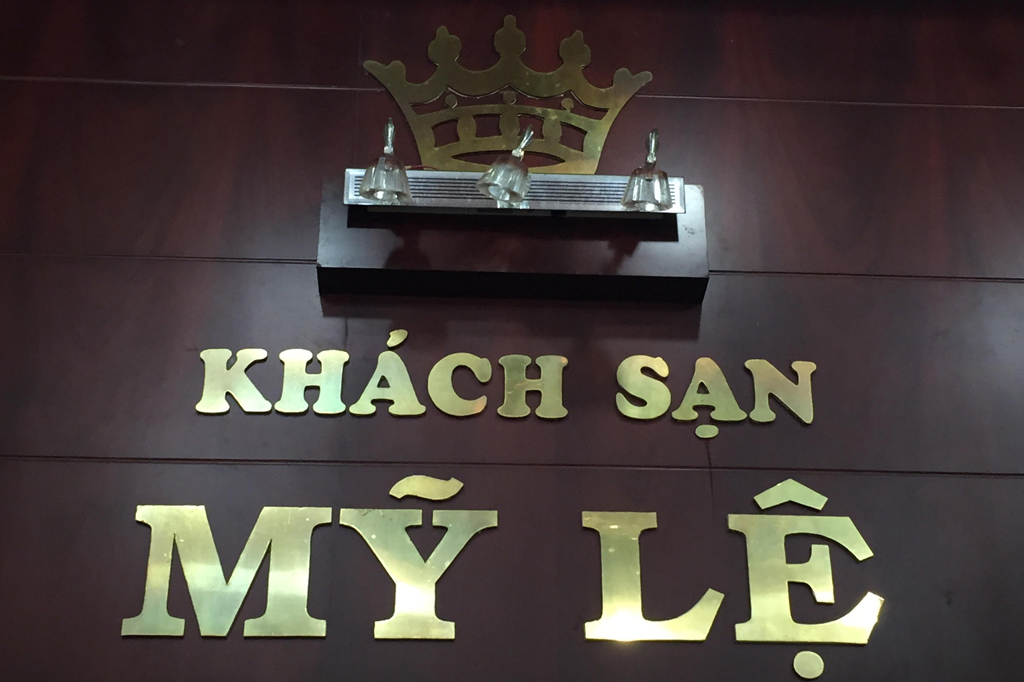 KHÁCH SẠN
MỸ LỆ